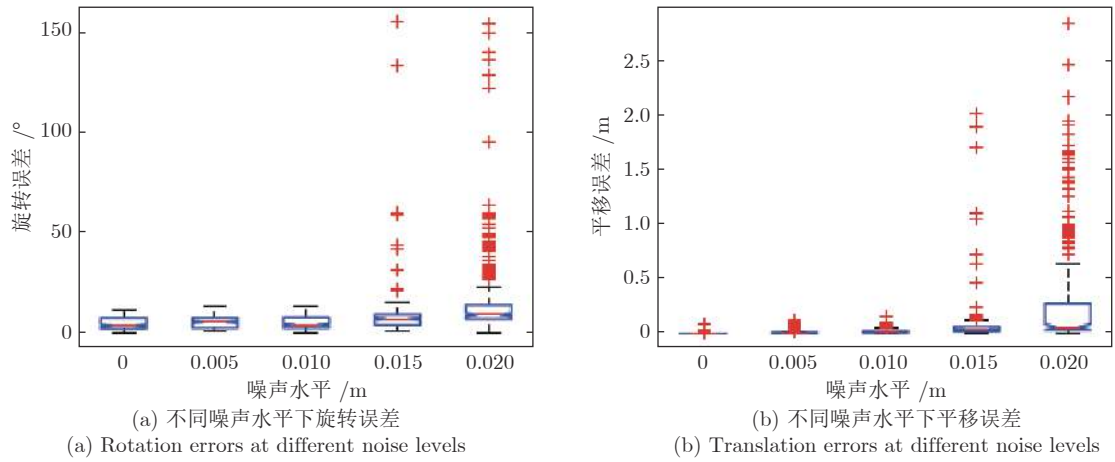 150
100
50
0
旋转误差 /°
0 0.005 0.010 0.015 0.020
噪声水平 /m
(a) 不同噪声水平下旋转误差
(a) Rotation errors at different noise levels
2.5
2.0
1.5
1.0
0.5
0
平移误差 /m
0 0.005 0.010 0.015 0.020
噪声水平 /m
(b) 不同噪声水平下平移误差
(b) Translation errors at different noise levels